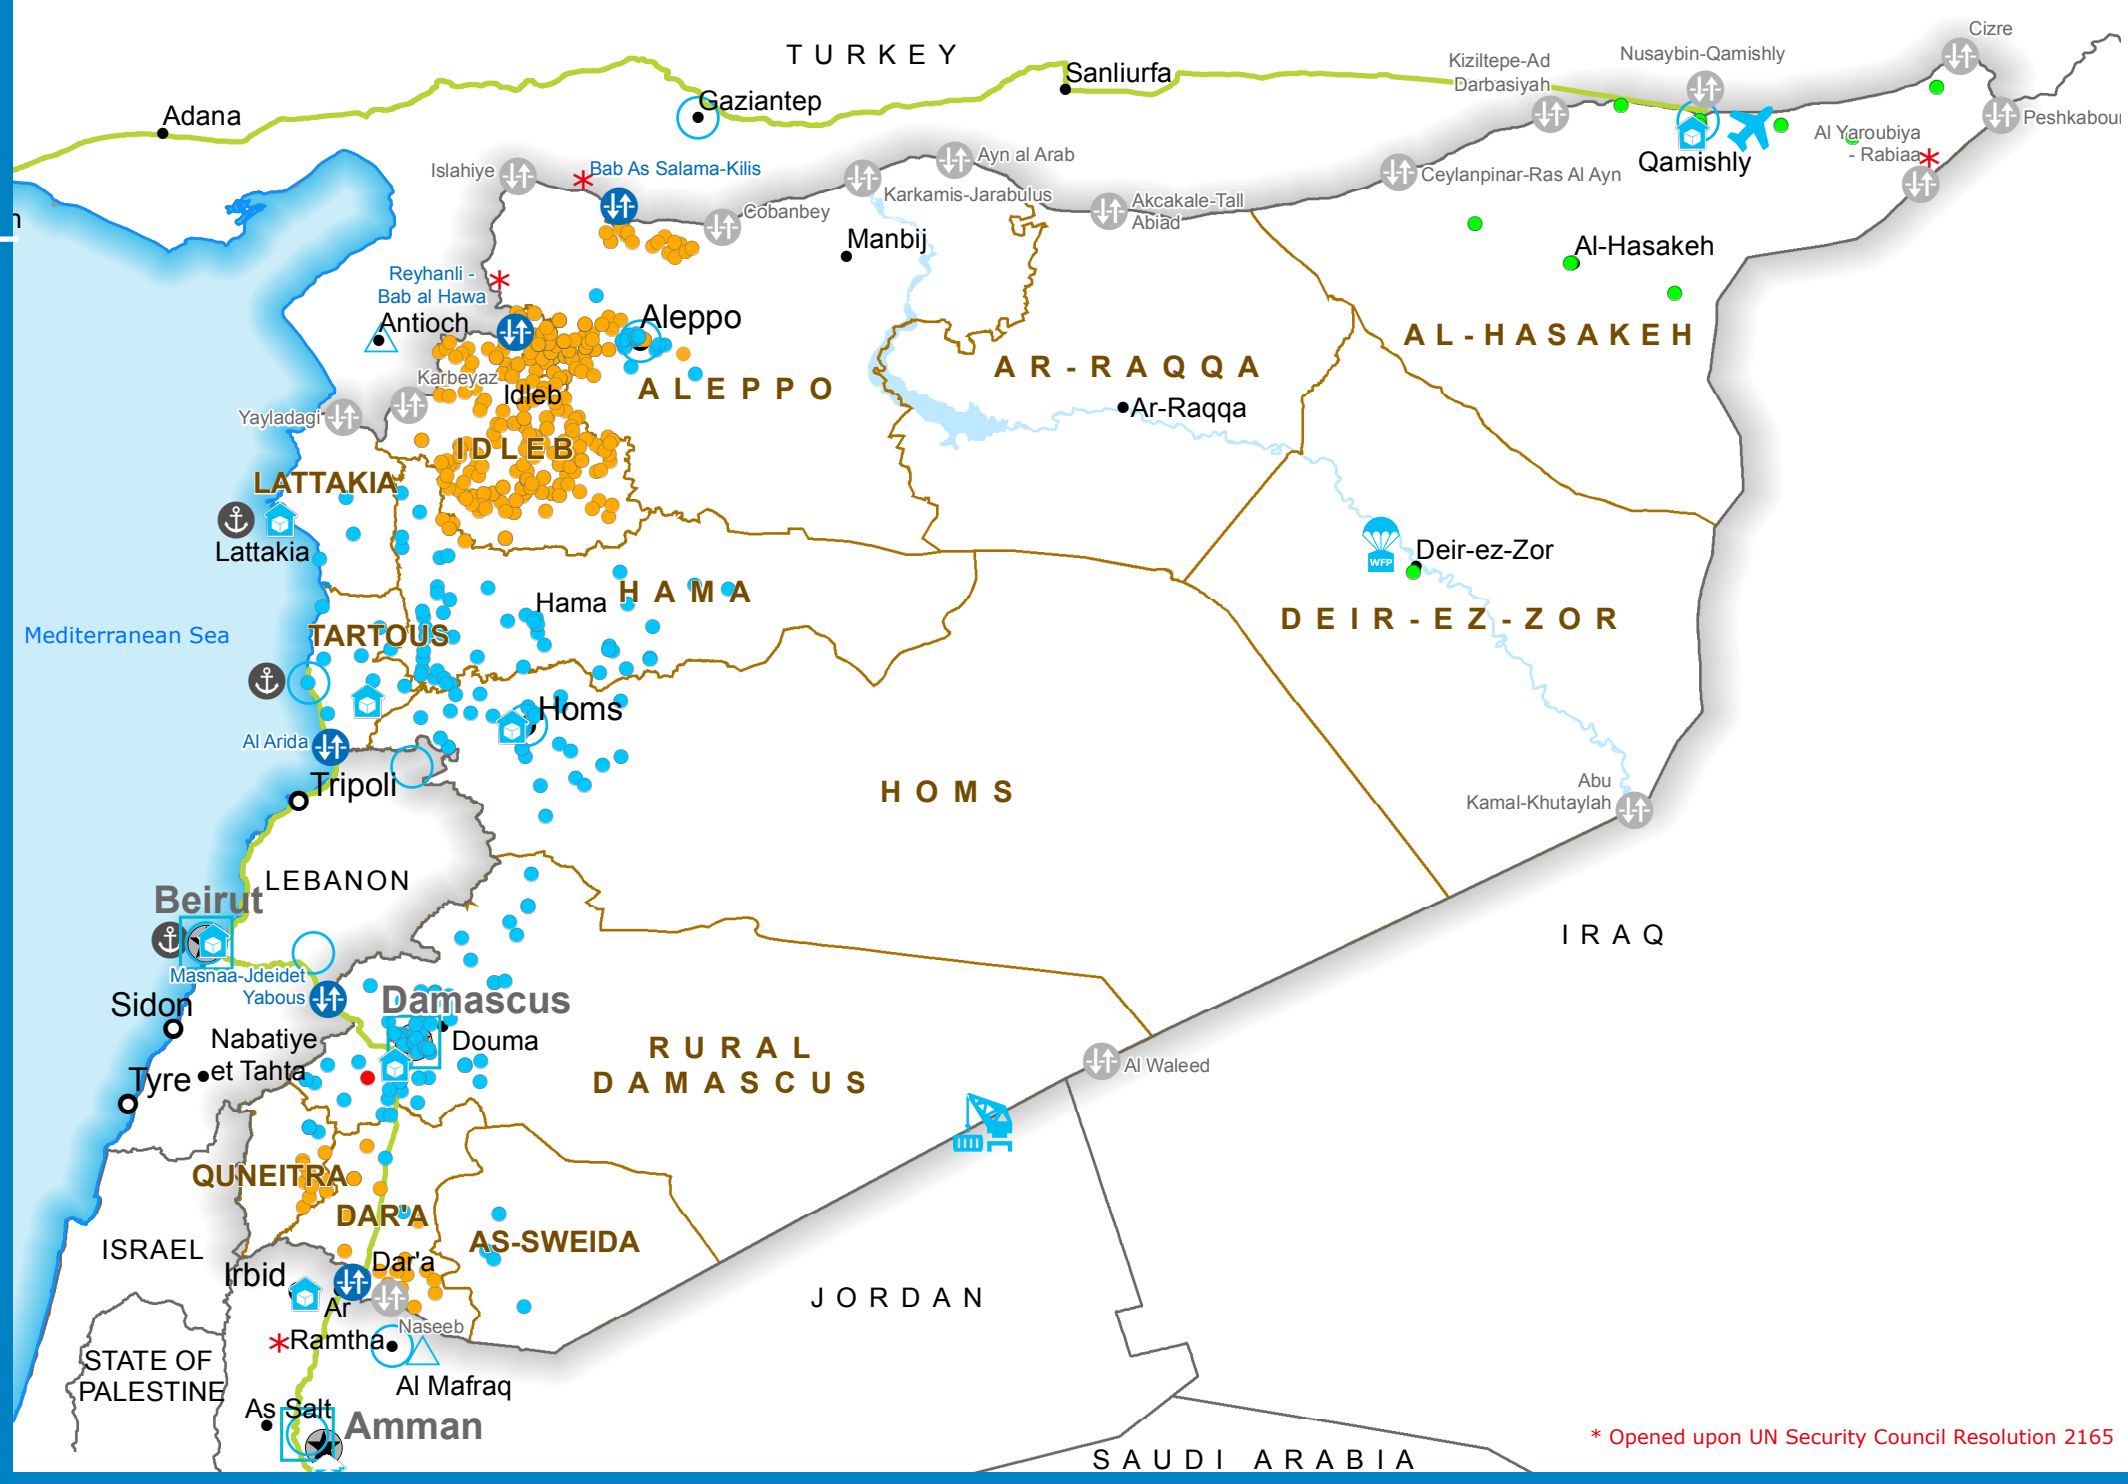 TURKEY
Cizre
Kiziltepe-Ad
Darbasiyah
Nusaybin-Qamishly
Sanliurfa
Gaziantep
Adana
Peshkabour
Al Yaroubiya
- Rabiaa*
Qamishly
Islahiye
* Bab As Salama-Kilis
Ayn al Arab
Karkamis-Jarabulus
Ceylanpinar-Ras Al Ayn
Akcakale-Tall
Abiad
Cobanbey
n
Manbij
Al-Hasakeh
Reyhanli -
Bab al Hawa
*
Antioch
Aleppo
AL-HASAKEH
AR-RAQQA
ALEPPO
Karbeyaz
Idleb
Ar-Raqqa
Yayladagi
IDLEB
LATTAKIA
Lattakia
WFP
Deir-ez-Zor
HAMA
Hama
DEIR-EZ-ZOR
Mediterranean Sea
TARTOUS
Homs
Al Arida
Tripoli
HOMS
Abu
Kamal-Khutaylah
LEBANON
Beirut
IRAQ
Masnaa-Jdeidet
Yabous
Damascus
Sidon
Nabatiye
et Tahta
Douma
RURAL
DAMASCUS
Tyre
Al Waleed
QUNEITRA
DAR'A
AS-SWEIDA
ISRAEL
Dar'a
Irbid
JORDAN
Ar
*Ramtha
Naseeb
STATE OF
PALESTINE
Al Mafraq
As Salt
Amman
SAUDI ARABIA
* Opened upon UN Security Council Resolution 2165